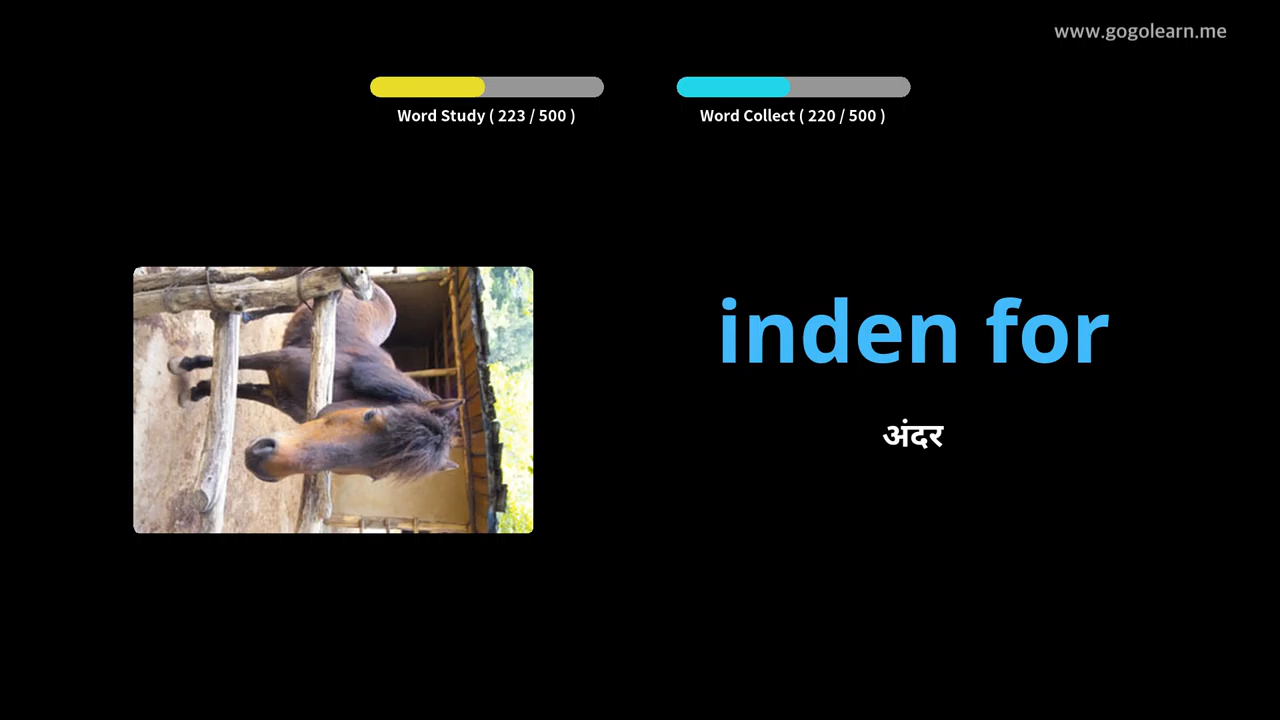 www.gogolearn.me
Word Study ( 223 / 500 )
Word Collect ( 220 / 500 )
inden for
अंदर